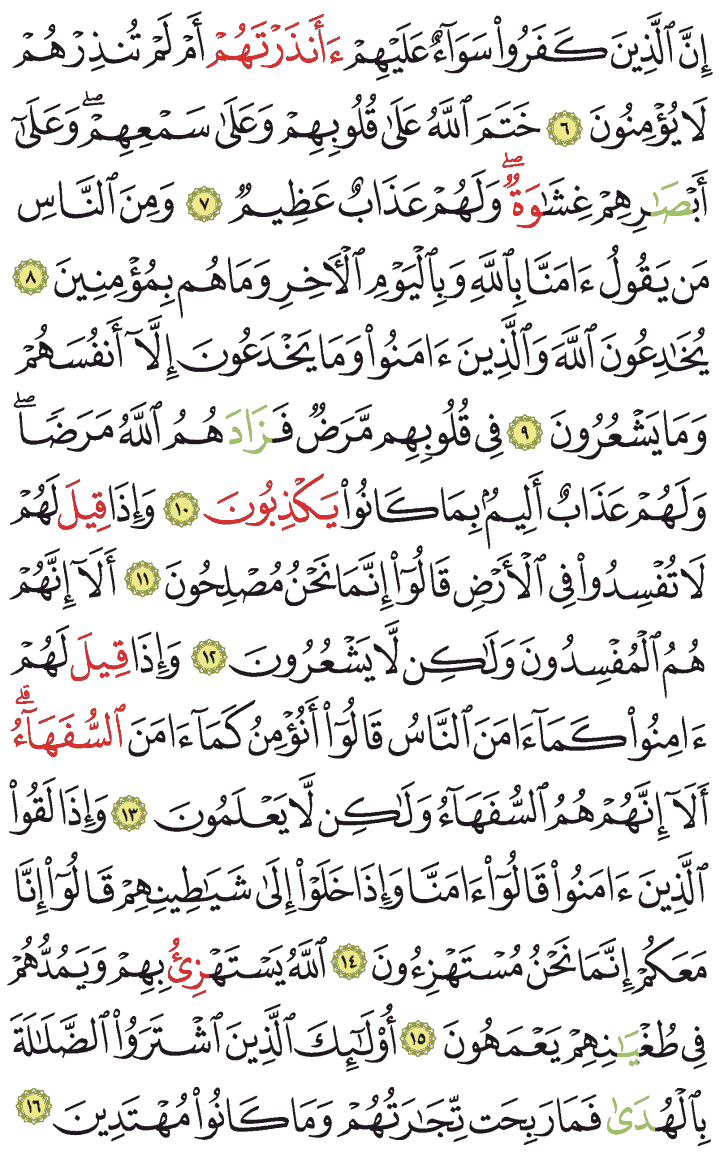 إِنَّ ٱلَّذِينَ كَفَرُوا۟ سَوَآءٌ عَلَيْهِمْ ءَأَنذَرْتَهُمْ أَمْ لَمْ تُنذِرْهُمْ
لَا يُؤْمِنُونَ ٦ خَتَمَ ٱللَّهُ عَلَىٰ قُلُوبِهِمْ وَعَلَىٰ سَمْعِهِمْ ۖ وَعَلَىٰٓ
أَبْصَـٰرِهِمْ غِشَـٰوَةٌ ۖ وَلَهُمْ عَذَابٌ عَظِيمٌ ٧ وَمِنَ ٱلنَّاسِ
مَن يَقُولُ ءَامَنَّا بِٱللَّهِ وَبِٱلْيَوْمِ ٱلْـَٔاخِرِ وَمَا هُم بِمُؤْمِنِينَ ٨
يُخَـٰدِعُونَ ٱللَّهَ وَٱلَّذِينَ ءَامَنُوا۟ وَمَا يَخْدَعُونَ إِلَّآ أَنفُسَهُمْ
وَمَا يَشْعُرُونَ ٩ فِى قُلُوبِهِم مَّرَضٌ فَزَادَهُمُ ٱللَّهُ مَرَضًا ۖ
وَلَهُمْ عَذَابٌ أَلِيمٌۢ بِمَا كَانُوا۟ يَكْذِبُونَ ١٠ وَإِذَا قِيلَ لَهُمْ
لَا تُفْسِدُوا۟ فِى ٱلْأَرْضِ قَالُوٓا۟ إِنَّمَا نَحْنُ مُصْلِحُونَ ١١ أَلَآ إِنَّهُمْ
هُمُ ٱلْمُفْسِدُونَ وَلَـٰكِن لَّا يَشْعُرُونَ ١٢ وَإِذَا قِيلَ لَهُمْ
ءَامِنُوا۟ كَمَآ ءَامَنَ ٱلنَّاسُ قَالُوٓا۟ أَنُؤْمِنُ كَمَآ ءَامَنَ ٱلسُّفَهَآءُ ۗ
أَلَآ إِنَّهُمْ هُمُ ٱلسُّفَهَآءُ وَلَـٰكِن لَّا يَعْلَمُونَ ١٣ وَإِذَا لَقُوا۟
ٱلَّذِينَ ءَامَنُوا۟ قَالُوٓا۟ ءَامَنَّا وَإِذَا خَلَوْا۟ إِلَىٰ شَيَـٰطِينِهِمْ قَالُوٓا۟ إِنَّا
مَعَكُمْ إِنَّمَا نَحْنُ مُسْتَهْزِءُونَ ١٤ ٱللَّهُ يَسْتَهْزِئُ بِهِمْ وَيَمُدُّهُمْ
فِى طُغْيَـٰنِهِمْ يَعْمَهُونَ ١٥ أُو۟لَـٰٓئِكَ ٱلَّذِينَ ٱشْتَرَوُا۟ ٱلضَّلَـٰلَةَ
بِٱلْهُدَىٰ فَمَا رَبِحَت تِّجَـٰرَتُهُمْ وَمَا كَانُوا۟ مُهْتَدِينَ ١٦